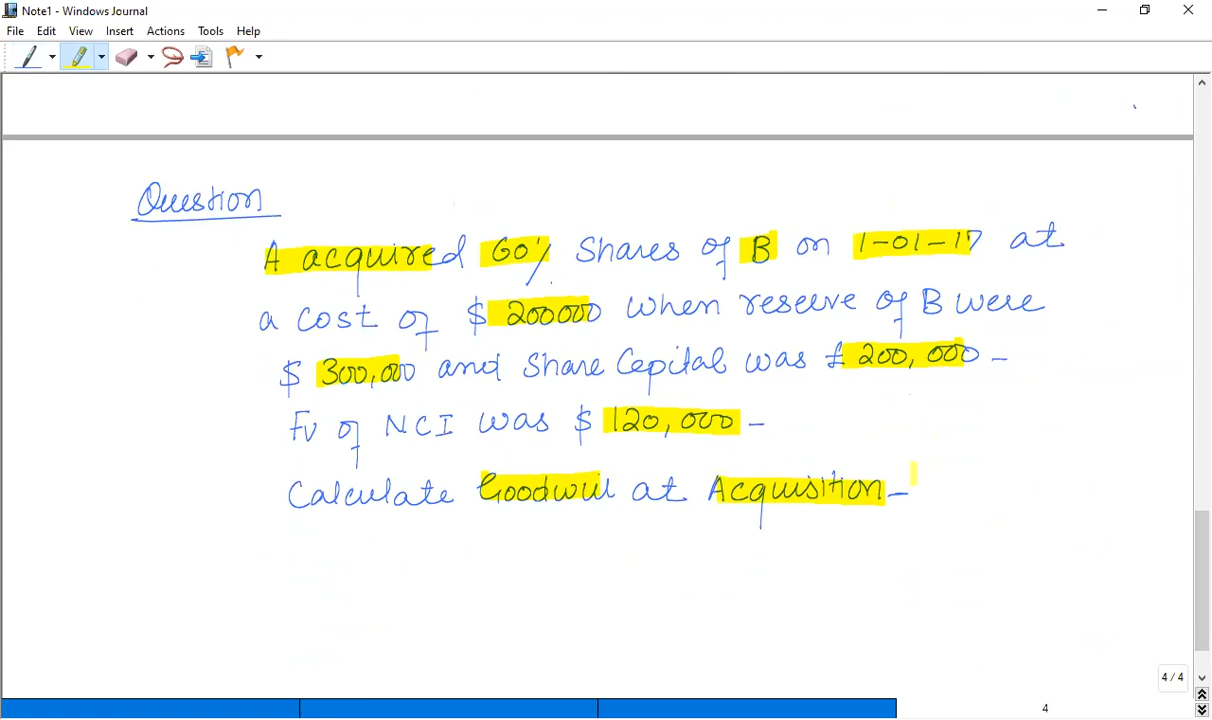 Note1 - Windows Journal
File Edit View Insert Actions Tools Help
Question
A acquired 60% Shares of B on 1-01-17 at
a cost of $ 200000 when reserve of B were
$ 300,000 and Share Cepital was £ 200,000 -
Fv of NCI was $ 120,000 -
Calculate Goodwill at Acquisition -
4 / 4
4